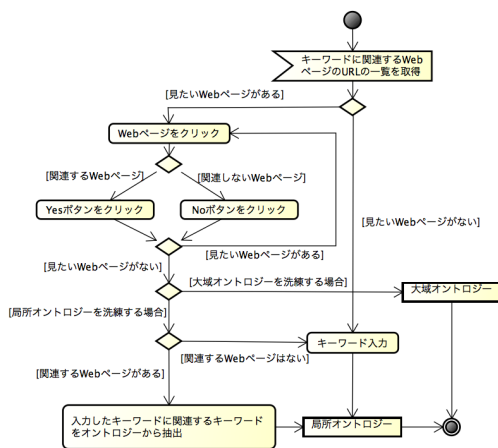 キーワードに関連するWeb
ページのURLの一覧を取得
[見たいWebページがある]
Webページをクリック
[関連するWebページ]
[関連しないWebページ]
Yesボタンをクリック
Noボタンをクリック
[見たいWebページがない]
[見たいWebページがある]
[見たいWebページがない]
[大域オントロジーを洗練する場合]
大域オントロジー
[局所オントロジーを洗練する場合]
キーワード入力
[関連するWebページはない]
[関連するWebページがある]
入力したキーワードに関連するキーワード
をオントロジーから抽出
局所オントロジー